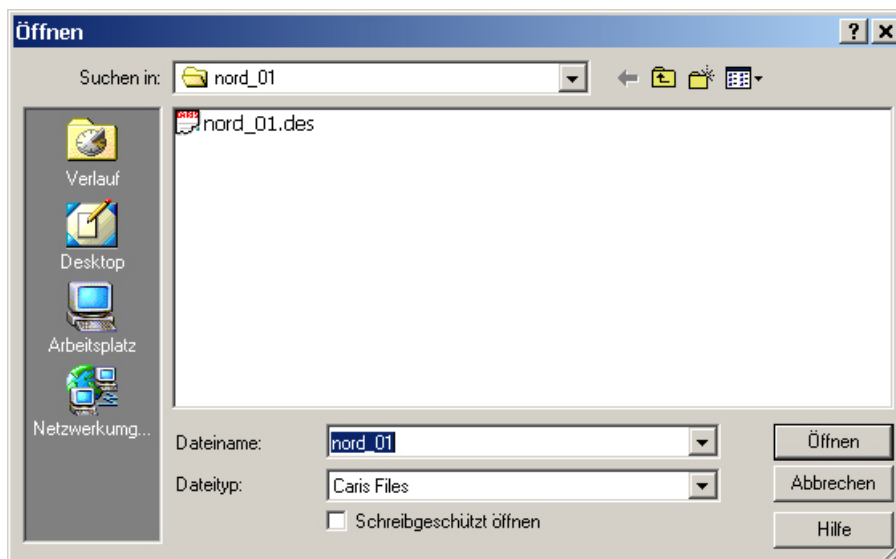 Öffnen
Suchen in: nord_01
nord_01.des
Verlauf
Desktop
Arbeitsplatz
Netzwerkumg...
Dateiname: nord_01
Dateityp: Caris Files
Schreibgeschützt öffnen
Öffnen
Abbrechen
Hilfe